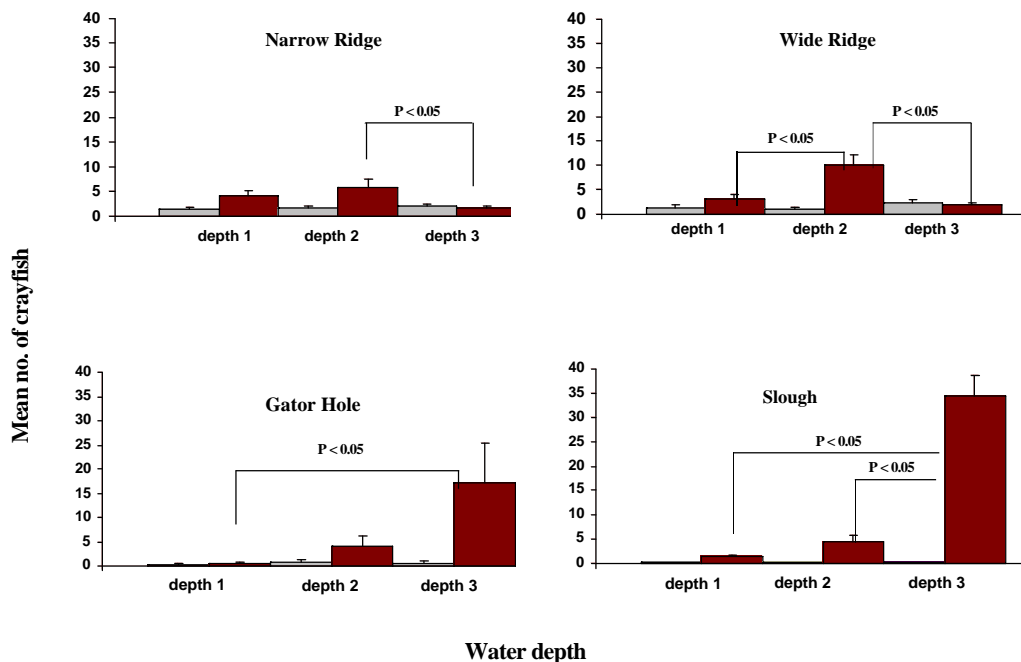 Narrow Ridge
40
35
30
25
20
15
10
5
0
P < 0.05
depth 1 depth 2 depth 3
Wide Ridge
40
35
30
25
20
15
10
5
0
P < 0.05
P < 0.05
depth 1 depth 2 depth 3
Mean no. of crayfish
Gator Hole
40
35
30
25
20
15
10
5
0
P < 0.05
depth 1 depth 2 depth 3
Slough
40
35
30
25
20
15
10
5
0
P < 0.05
P < 0.05
depth 1 depth 2 depth 3
Water depth